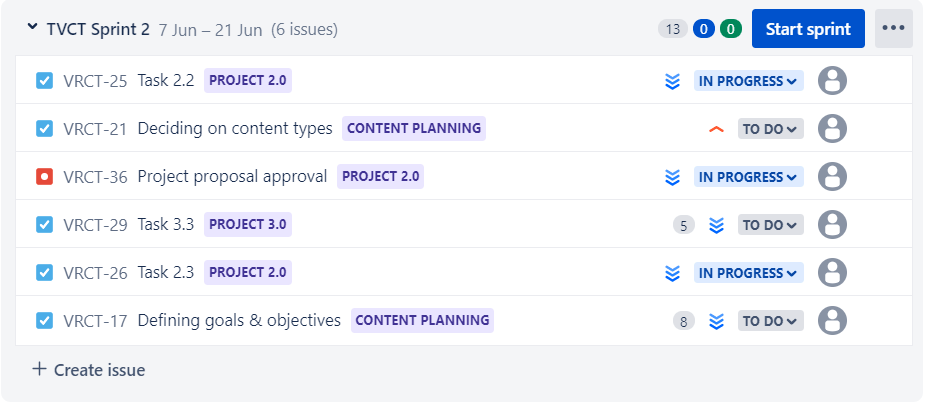 TVCT Sprint 2 7 Jun – 21 Jun (6 issues) 13 0 0 Start sprint
VRCT-25 Task 2.2 PROJECT 2.0 IN PROGRESS
VRCT-21 Deciding on content types CONTENT PLANNING TO DO
VRCT-36 Project proposal approval PROJECT 2.0 IN PROGRESS
VRCT-29 Task 3.3 PROJECT 3.0 5 TO DO
VRCT-26 Task 2.3 PROJECT 2.0 IN PROGRESS
VRCT-17 Defining goals & objectives CONTENT PLANNING 8 TO DO
+ Create issue